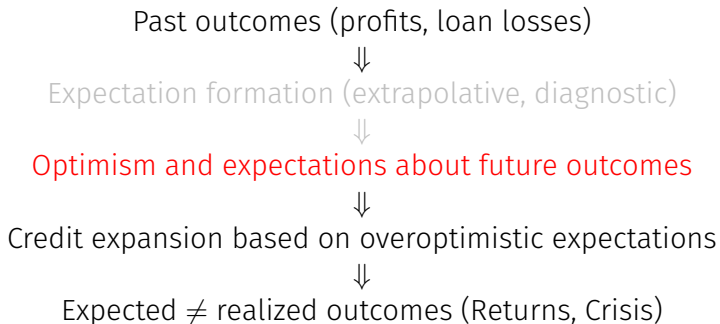 Past outcomes (profits, loan losses)
⇓
Expectation formation (extrapolative, diagnostic)
⇓
Optimism and expectations about future outcomes
⇓
Credit expansion based on overoptimistic expectations
⇓
Expected ≠ realized outcomes (Returns, Crisis)